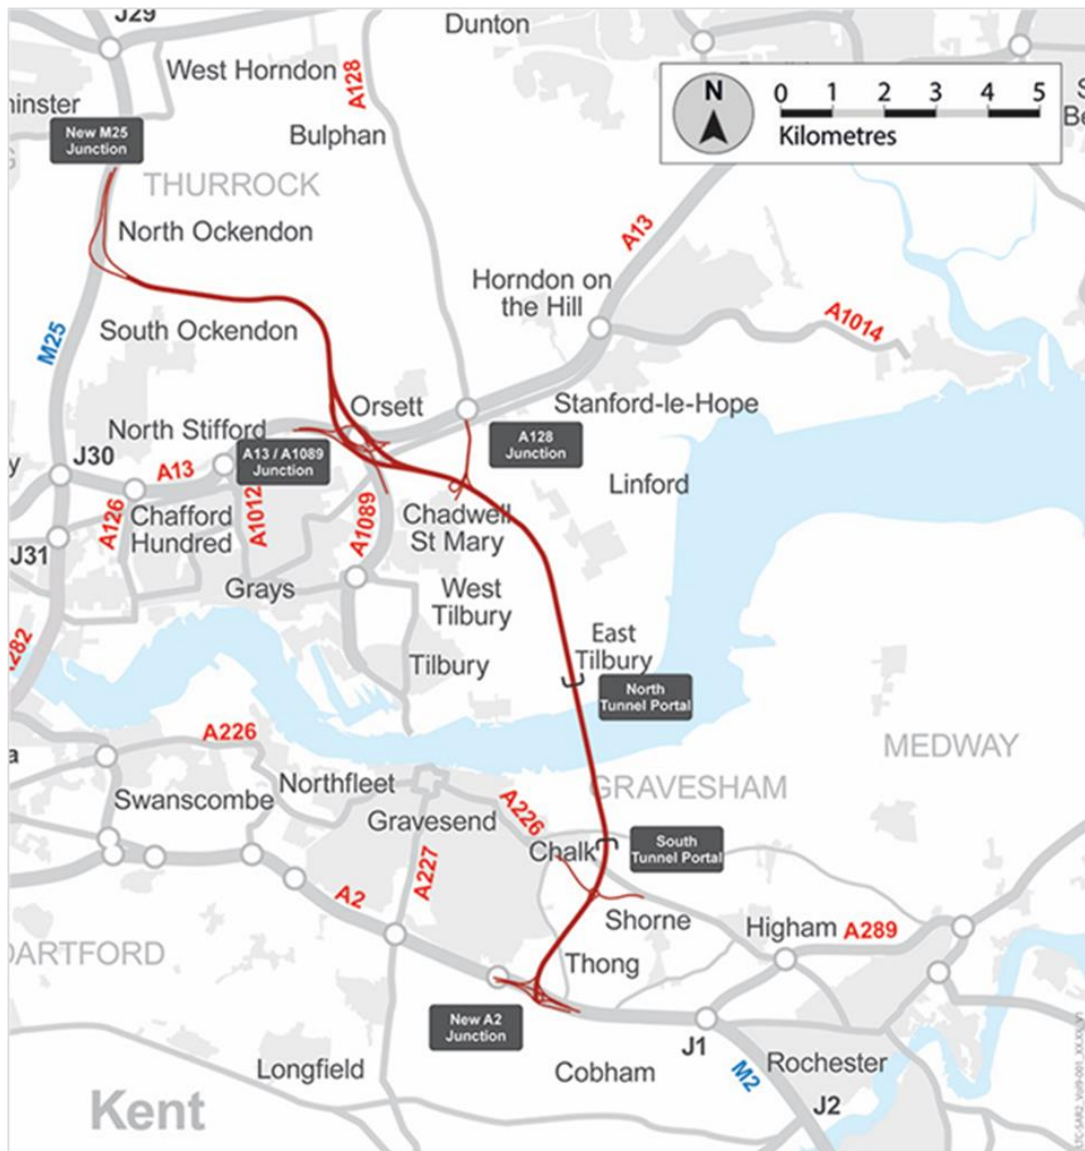 J29
Dunton
West Horndon
A128
minster
Bulphan
New M25
Junction
N
0 1 2 3 4 5
Kilometres
THURROCK
North Ockendon
A13
Horndon on
the Hill
A1014
South Ockendon
M25
Orsett
Stanford-le-Hope
North Stifford
A128
Junction
A13 / A1089
Junction
J30
A13
Linford
A126
Chafford
Hundred
A1012
A1089
Chadwell
St Mary
J31
Grays
West
Tilbury
East
Tilbury
Tilbury
North
Tunnel Portal
A226
MEDWAY
Northfleet
GRAVESHAM
Swanscombe
Gravesend
A226
Chalk
South
Tunnel Portal
A227
A2
Shorne
Higham
A289
DARTFORD
Thong
New A2
Junction
J1
Longfield
Cobham
M2
Rochester
Kent
J2